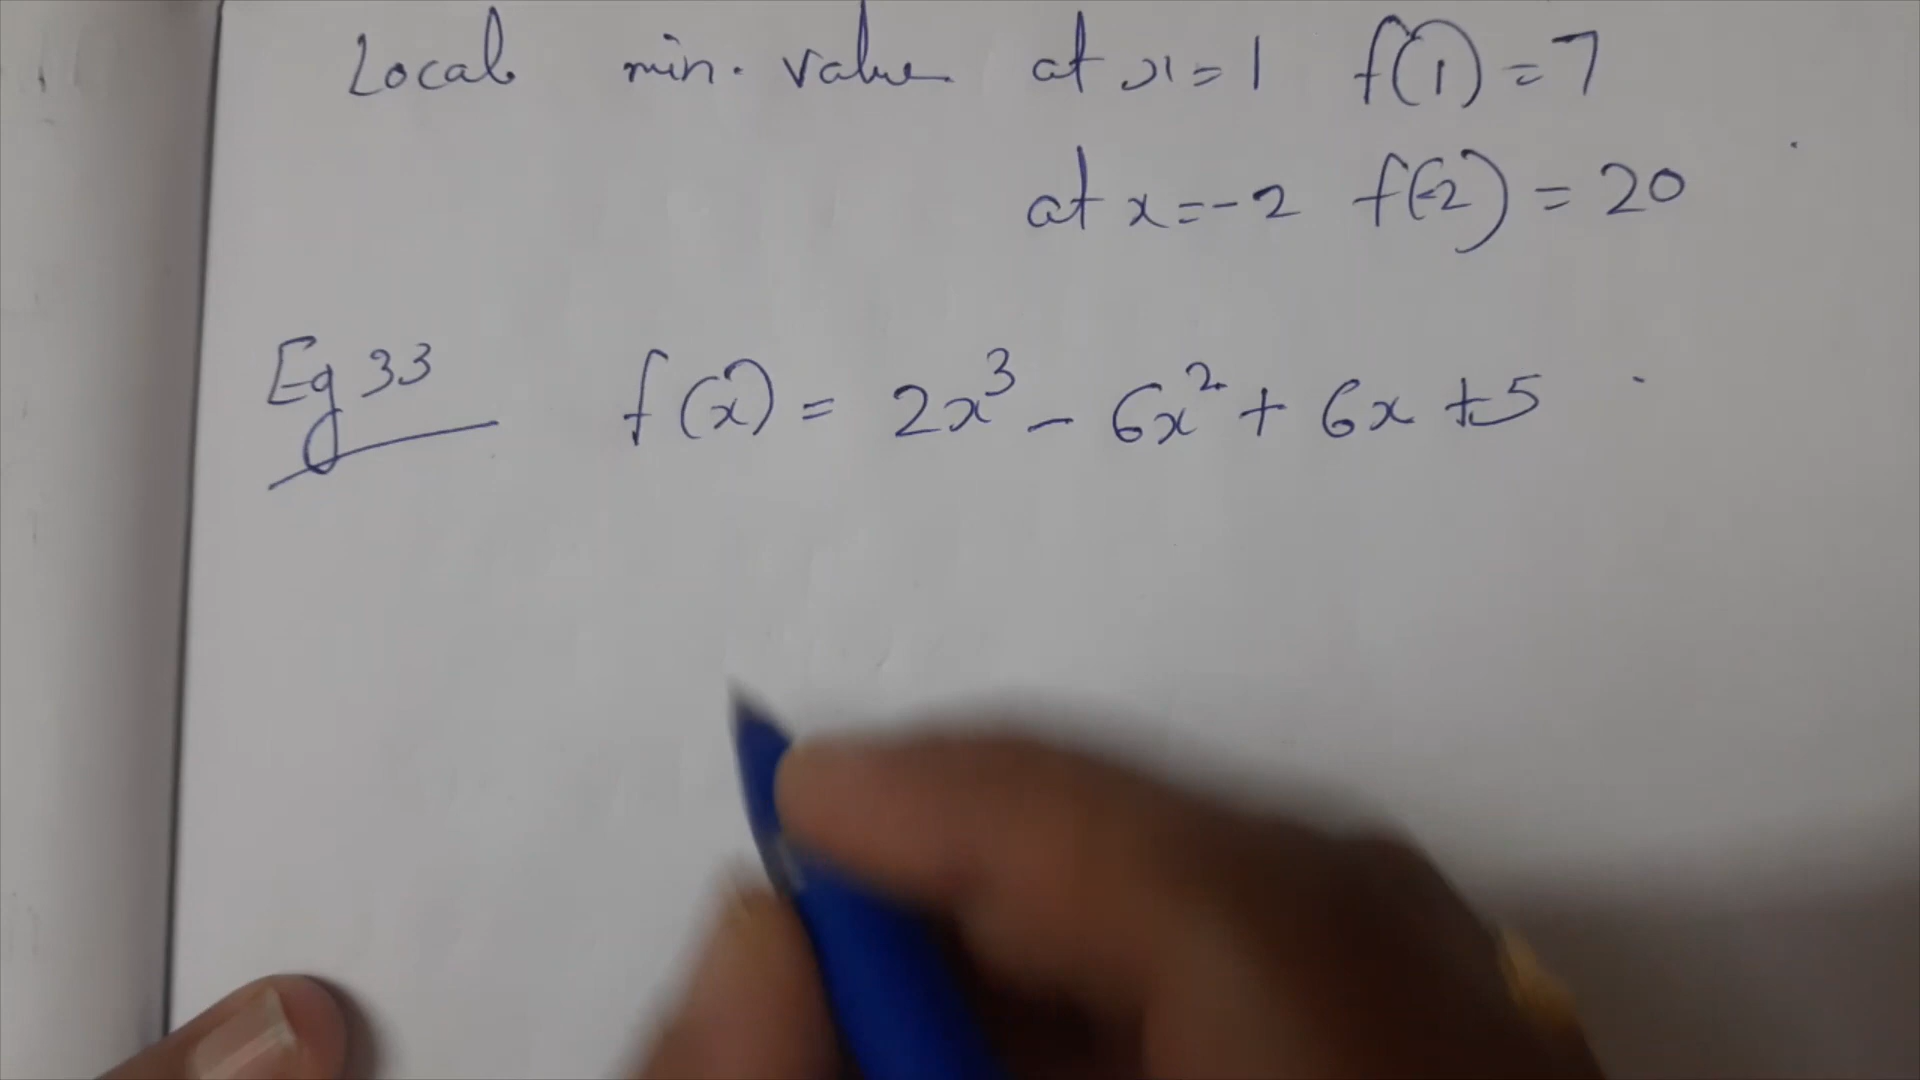 Local min. value at x=1 f(1)=7
at x=-2 f(-2) = 20
Eg 33 f(x) = 2x³ - 6x² + 6x + 5